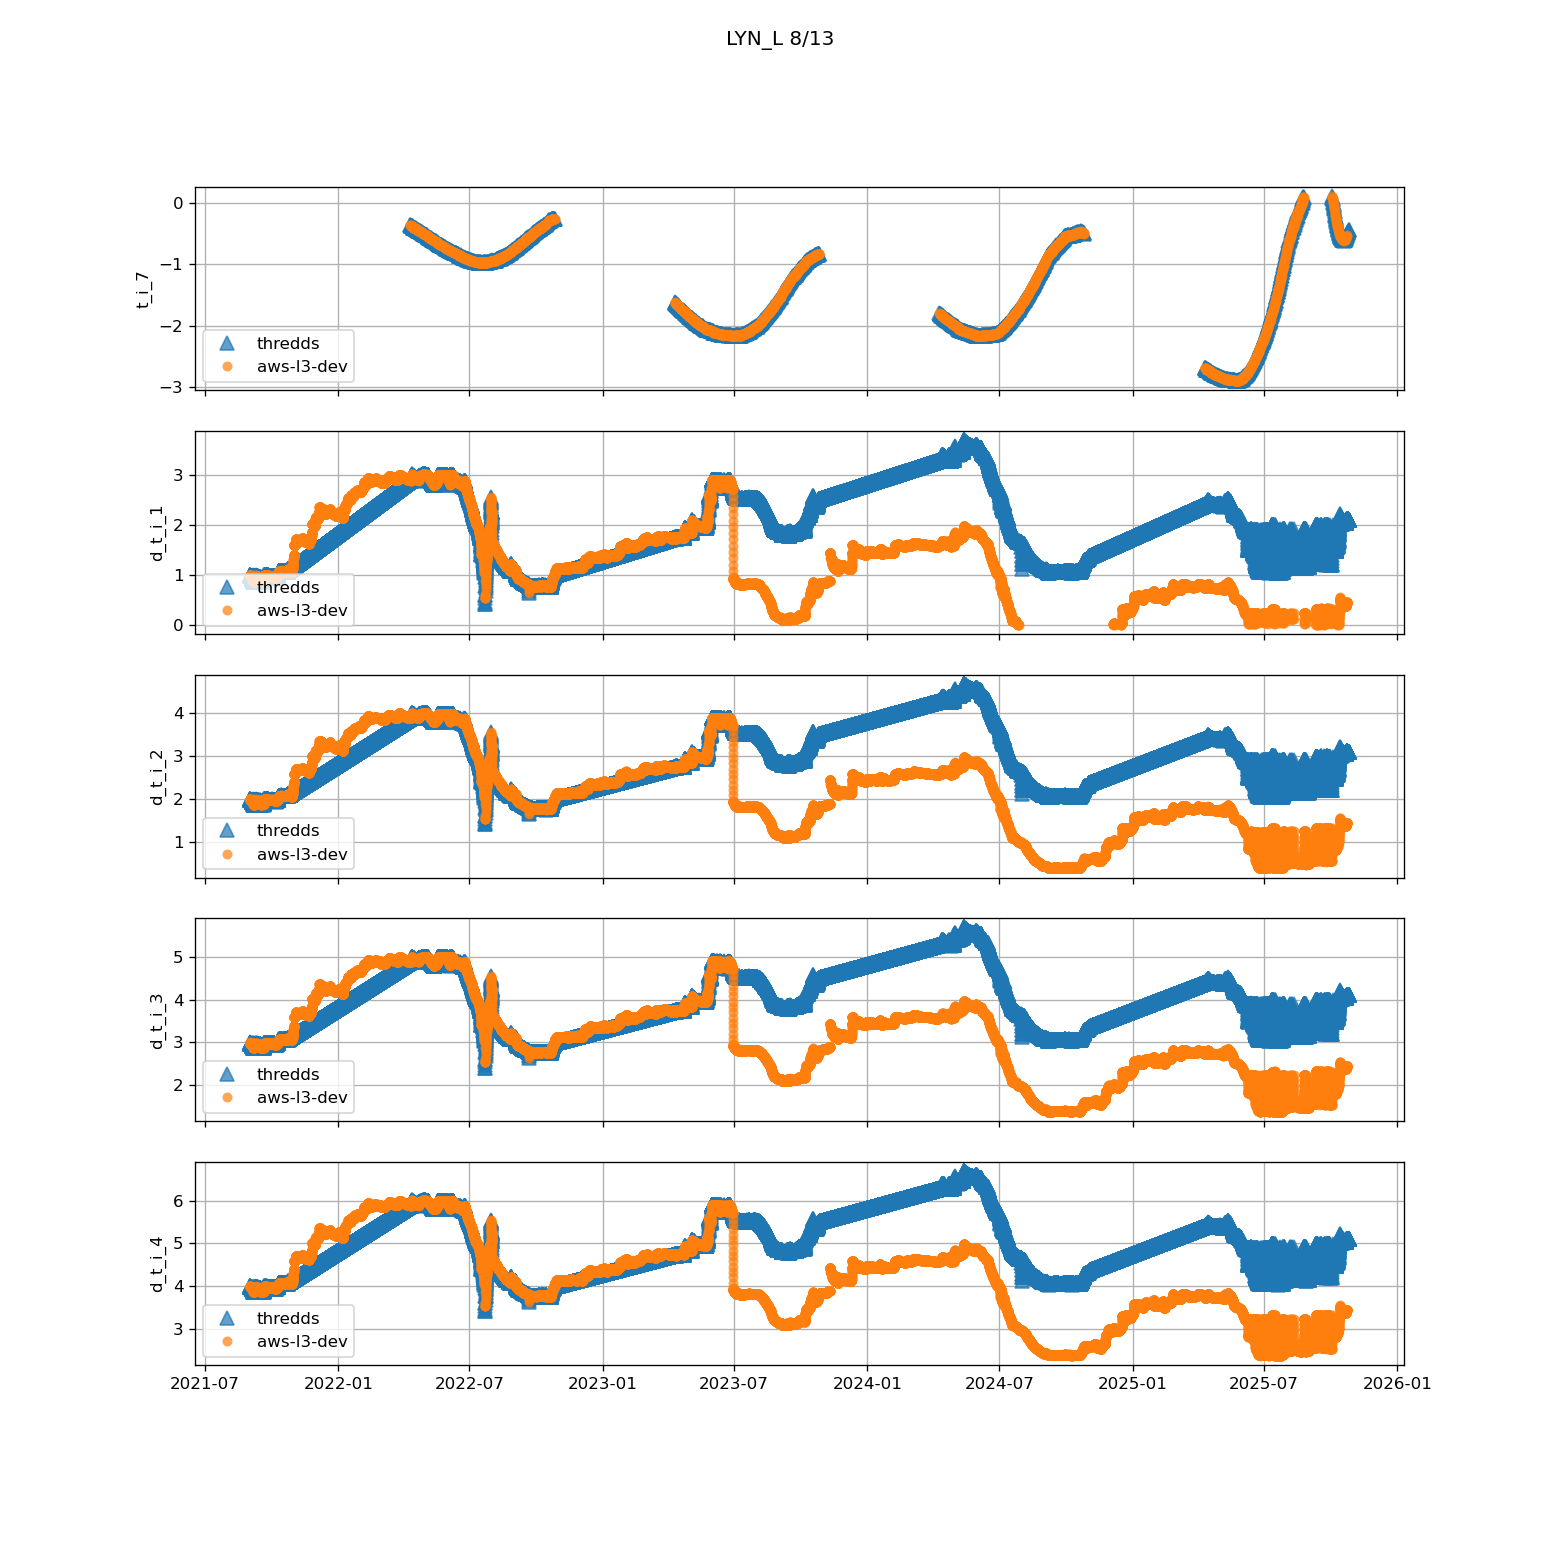 LYN_L 8/13
0
−1
−2
−3
t_i_7
thredds
aws-l3-dev
3
2
1
0
d_t_i_1
thredds
aws-l3-dev
4
3
2
1
d_t_i_2
thredds
aws-l3-dev
5
4
3
2
d_t_i_3
thredds
aws-l3-dev
6
5
4
3
d_t_i_4
thredds
aws-l3-dev
2021-07 2022-01 2022-07 2023-01 2023-07 2024-01 2024-07 2025-01 2025-07 2026-01